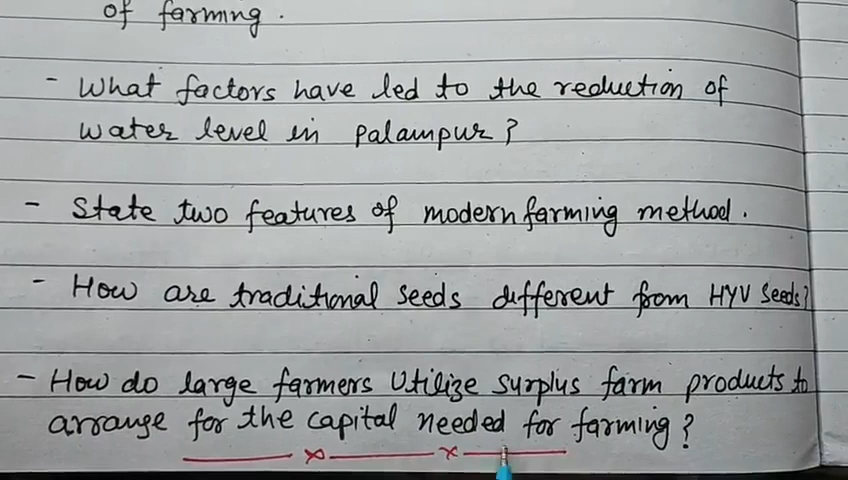 of farming.
- What factors have led to the reduction of
water level in palampur?
- State two features of modern farming method.
- How are traditional seeds different from HYV seeds?
- How do large farmers Utilize surplus farm products to
arrange for the capital needed for farming?